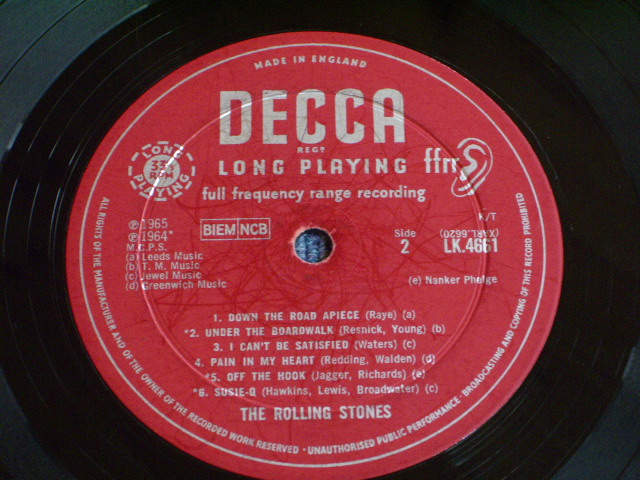 MADE IN ENGLAND
DECCA
REGD
LONG PLAYING
ffrr
LONG PLAYING 33⅓ RPM
full frequency range recording
℗ 1965
℗ 1964*
M.C.P.S.
(a) Leeds Music
(b) T. M. Music
(c) Jewel Music
(d) Greenwich Music
BIEM NCB
K/T
(XARL.6620)
Side 2
LK.4661
(e) Nanker Phelge
1. DOWN THE ROAD APIECE (Raye) (a)
*2. UNDER THE BOARDWALK (Resnick, Young) (b)
3. I CAN'T BE SATISFIED (Waters) (c)
4. PAIN IN MY HEART (Redding, Walden) (d)
*5. OFF THE HOOK (Jagger, Richards) (e)
*6. SUSIE-Q (Hawkins, Lewis, Broadwater) (c)
THE ROLLING STONES
ALL RIGHTS OF THE MANUFACTURER AND OF THE OWNER OF THE RECORDED WORK RESERVED · UNAUTHORISED PUBLIC PERFORMANCE · BROADCASTING AND COPYING OF THIS RECORD PROHIBITED